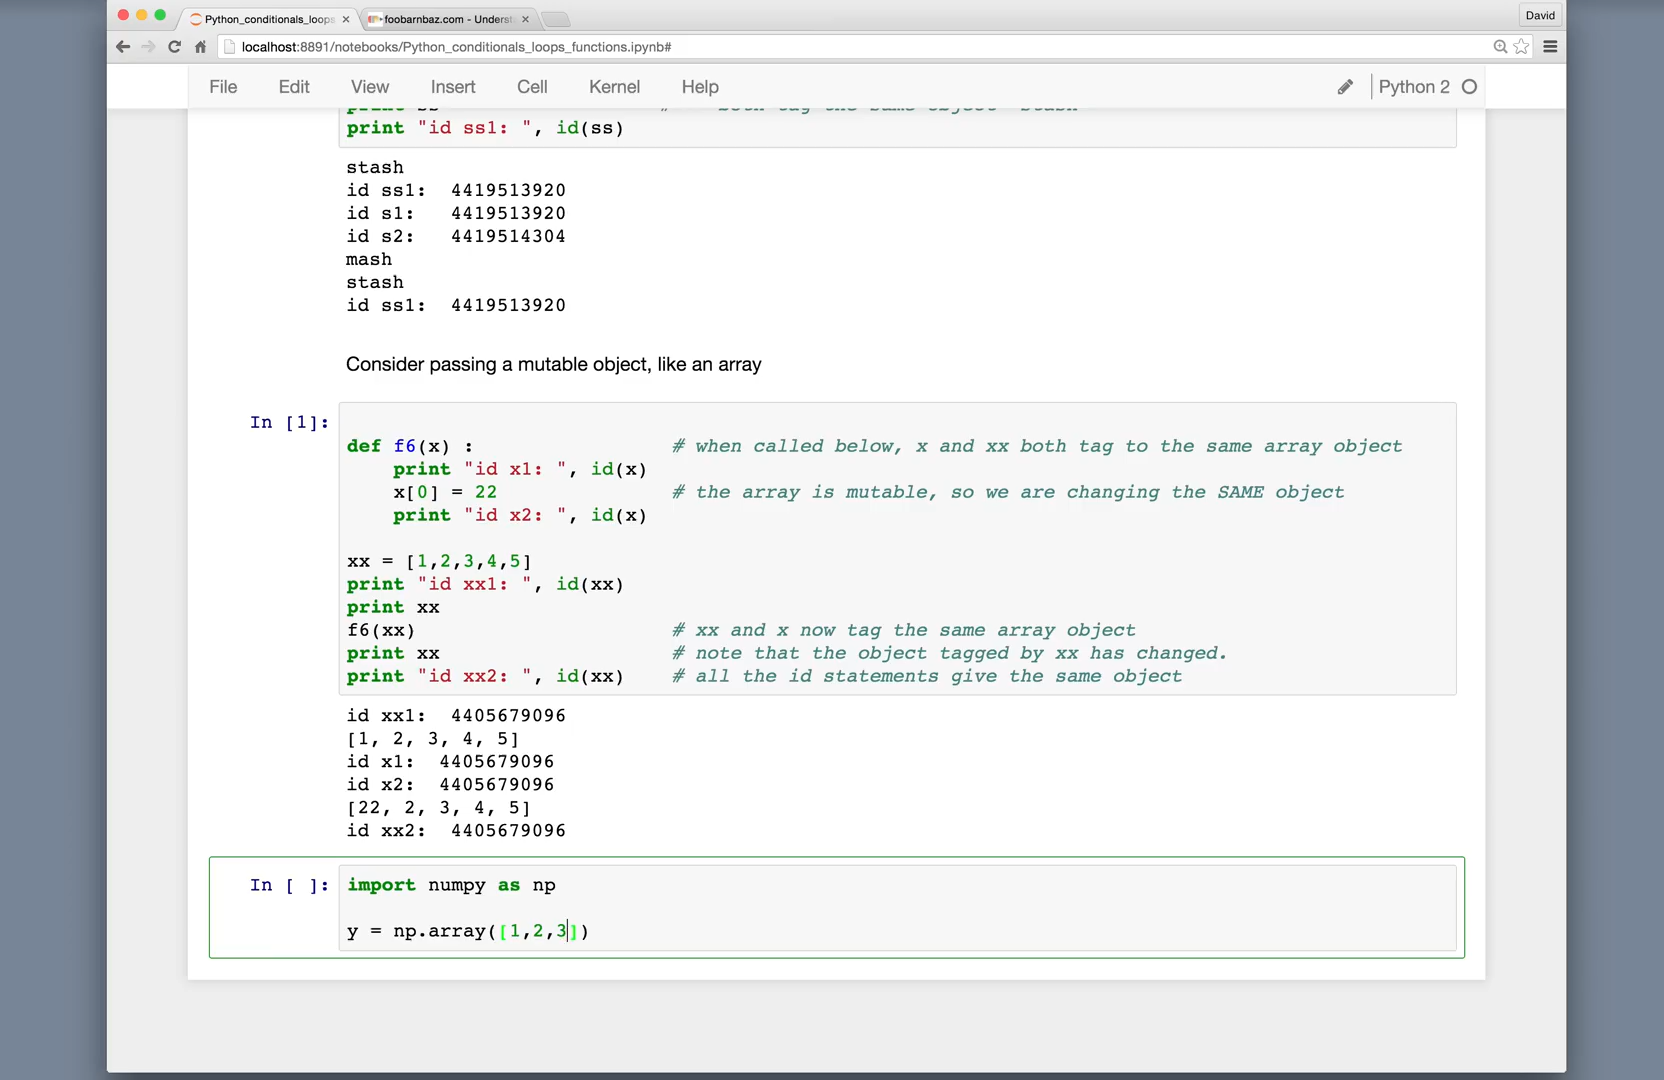 Python_conditionals_loops
foobarnbaz.com - Underst
David
localhost:8891/notebooks/Python_conditionals_loops_functions.ipynb#
File Edit View Insert Cell Kernel Help Python 2
print ss # both tag the same object "stash"
print "id ss1: ", id(ss)
stash
id ss1:  4419513920
id s1:   4419513920
id s2:   4419514304
mash
stash
id ss1:  4419513920
Consider passing a mutable object, like an array
In [1]:
def f6(x) : # when called below, x and xx both tag to the same array object
print "id x1: ", id(x)
x[0] = 22 # the array is mutable, so we are changing the SAME object
print "id x2: ", id(x)
xx = [1,2,3,4,5]
print "id xx1: ", id(xx)
print xx
f6(xx) # xx and x now tag the same array object
print xx # note that the object tagged by xx has changed.
print "id xx2: ", id(xx) # all the id statements give the same object
id xx1:  4405679096
[1, 2, 3, 4, 5]
id x1:  4405679096
id x2:  4405679096
[22, 2, 3, 4, 5]
id xx2:  4405679096
In [ ]: import numpy as np
y = np.array([1,2,3])